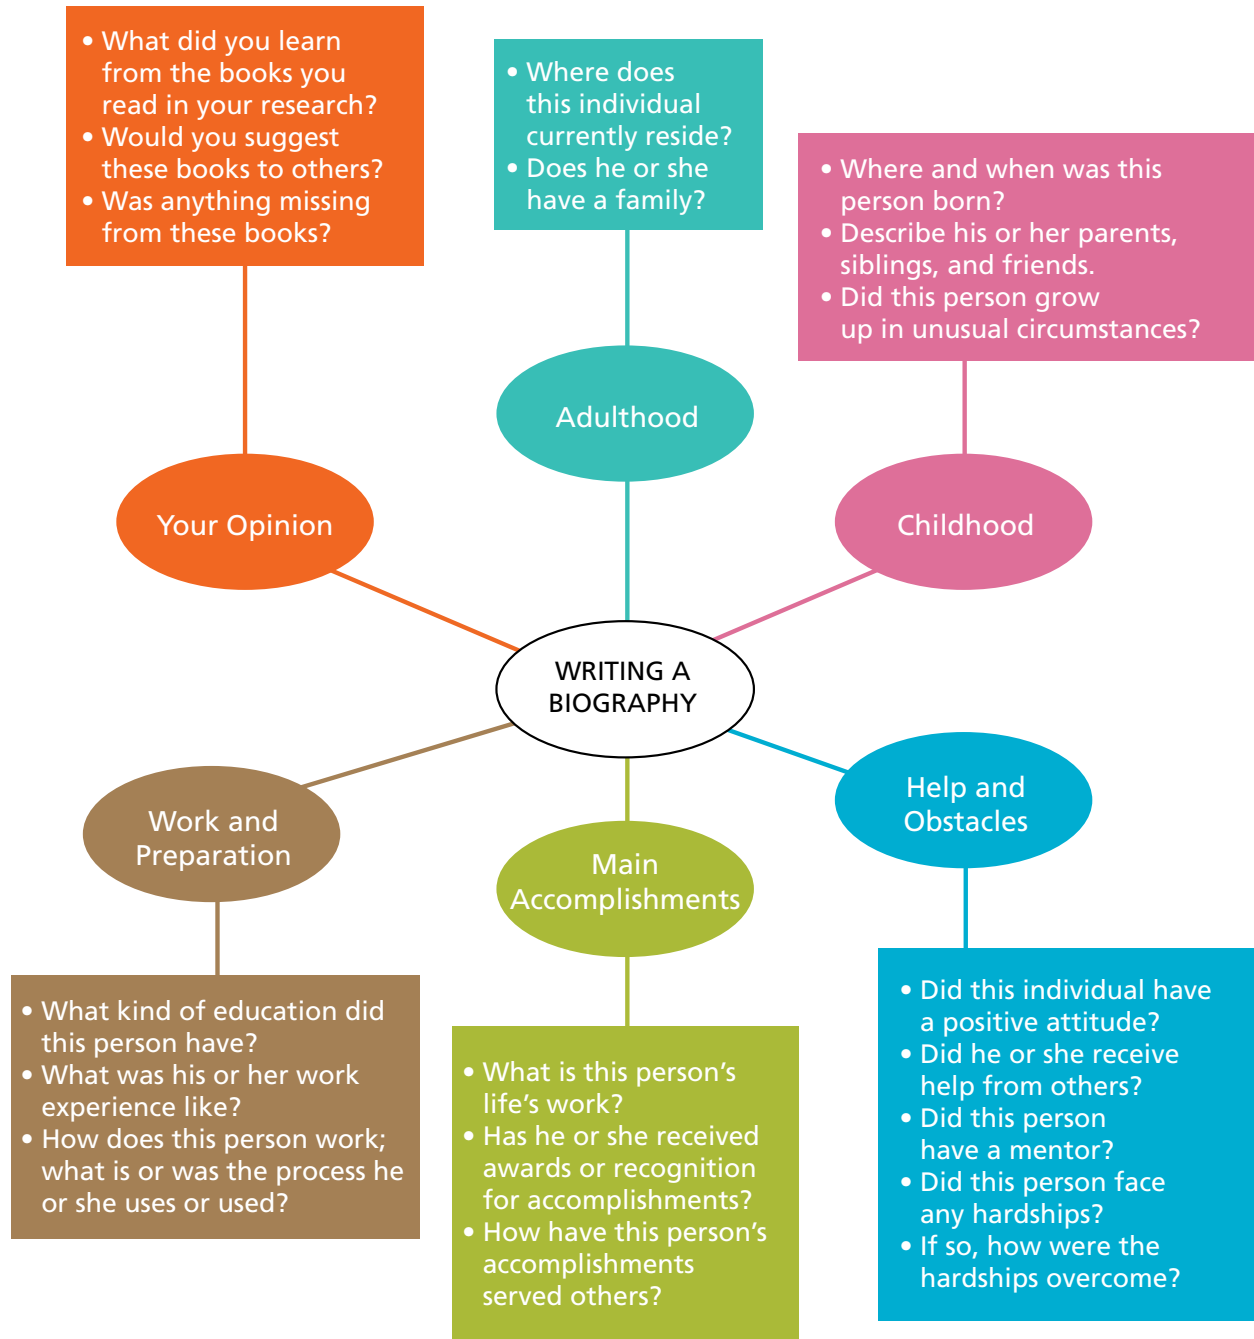 • What did you learn
from the books you
read in your research?
• Would you suggest
these books to others?
• Was anything missing
from these books?
Your Opinion
• Where does
this individual
currently reside?
• Does he or she
have a family?
Adulthood
• Where and when was this
person born?
• Describe his or her parents,
siblings, and friends.
• Did this person grow
up in unusual circumstances?
Childhood
WRITING A
BIOGRAPHY
Work and
Preparation
• What kind of education did
this person have?
• What was his or her work
experience like?
• How does this person work;
what is or was the process he
or she uses or used?
Main
Accomplishments
• What is this person’s
life’s work?
• Has he or she received
awards or recognition
for accomplishments?
• How have this person’s
accomplishments
served others?
Help and
Obstacles
• Did this individual have
a positive attitude?
• Did he or she receive
help from others?
• Did this person
have a mentor?
• Did this person face
any hardships?
• If so, how were the
hardships overcome?